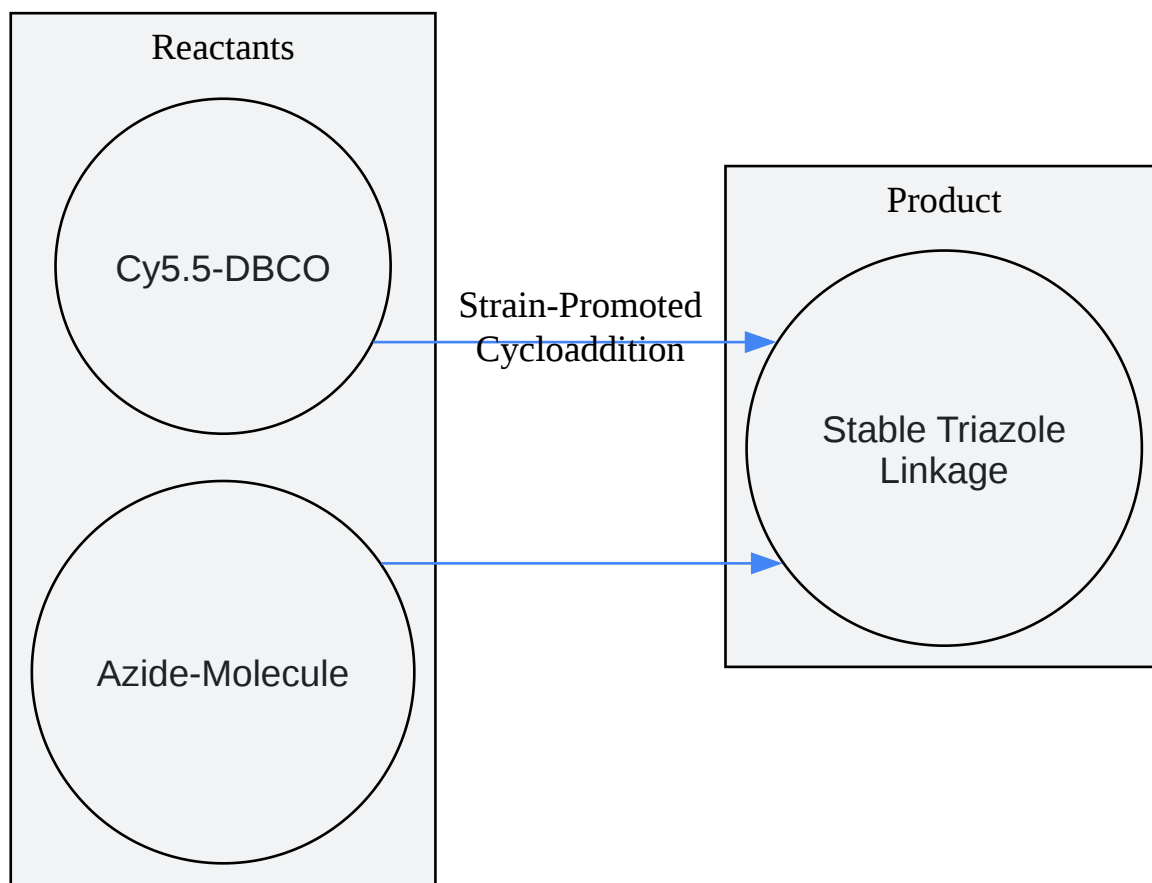 Reactants
Cy5.5-DBCO
Azide-Molecule
Strain-Promoted
Cycloaddition
Product
Stable Triazole
Linkage